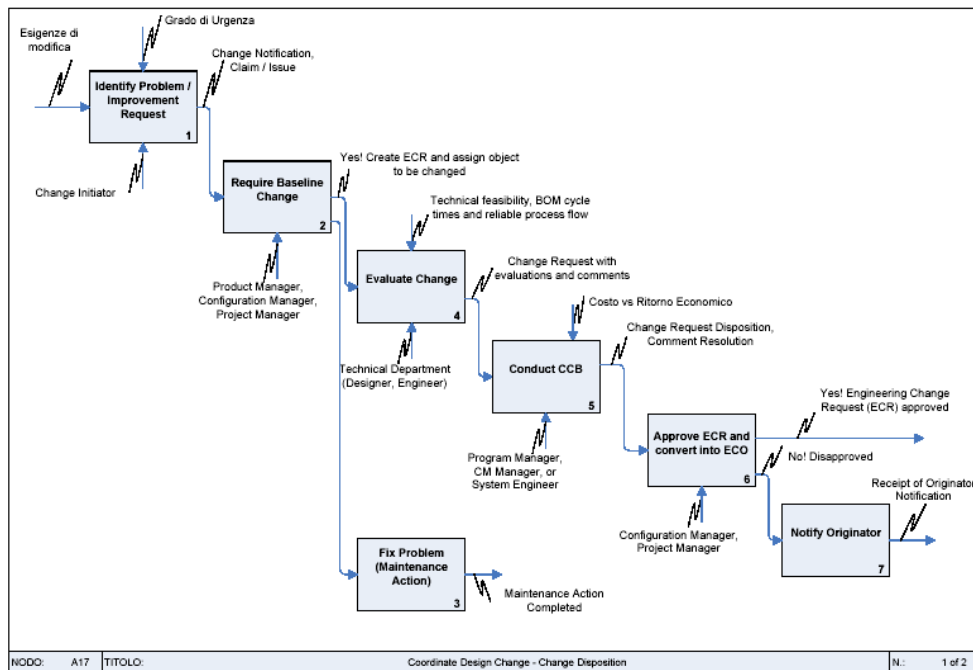 Grado di Urgenza
Esigenze di
modifica
Change Notification,
Claim / Issue
Identify Problem /
Improvement
Request
1
Change Initiator
Yes! Create ECR and assign object
to be changed
Require Baseline
Change
2
Technical feasibility, BOM cycle
times and reliable process flow
Product Manager,
Configuration Manager,
Project Manager
Evaluate Change
4
Change Request with
evaluations and comments
Costo vs Ritorno Economico
Technical Department
(Designer, Engineer)
Conduct CCB
5
Change Request Disposition,
Comment Resolution
Program Manager,
CM Manager, or
System Engineer
Approve ECR and
convert into ECO
6
Yes! Engineering Change
Request (ECR) approved
No! Disapproved
Configuration Manager,
Project Manager
Receipt of Originator
Notification
Notify Originator
7
Fix Problem
(Maintenance
Action)
3
Maintenance Action
Completed
NODO: A17 TITOLO: Coordinate Design Change - Change Disposition N.: 1 of 2